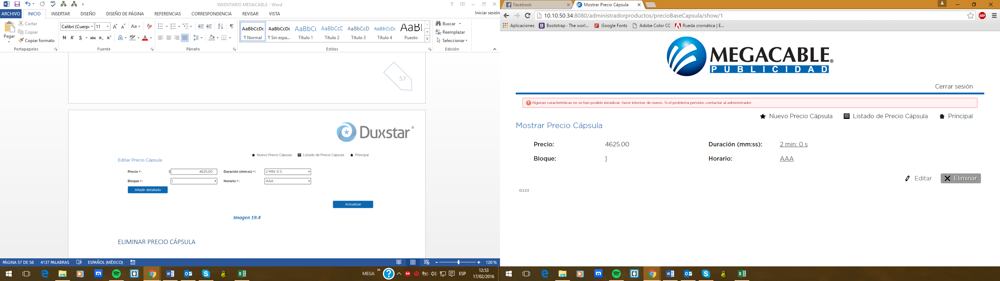 INVENTARIO MEGACABLE - Word
ARCHIVO INICIO INSERTAR DISEÑO DISEÑO DE PÁGINA REFERENCIAS CORRESPONDENCIA REVISAR VISTA Iniciar sesión
Pegar
Cortar
Copiar
Copiar formato
Portapapeles
Calibri (Cuerpo 11
N K S abc x₂ x²
Fuente
Párrafo
AaBbCcDc AaBbCcDc AaBbCc AaBbCcE AaBbCcD AaBbCcDc AaBl
¶ Normal ¶ Sin espa... Título 1 Título 2 Título 3 Título 4 Puesto
Estilos
Buscar
Reemplazar
Seleccionar
Edición
57
Duxstar®
Nuevo Precio Cápsula Listado de Precio Cápsula Principal
Editar Precio Cápsula
Precio •: $ 4625.00 Duración (mm:ss) •: 2 MIN: 0 S
Bloque •: 1 Horario •: AAA
Añadir detallado
Actualizar
Imagen 19.4
ELIMINAR PRECIO CÁPSULA
PÁGINA 57 DE 58 4137 PALABRAS ESPAÑOL (MÉXICO) 120 %
MEGA ESP 12:53
17/02/2016
Facebook Mostrar Precio Cápsula
10.10.50.34:8080/administradorproductos/precioBaseCapsula/show/1
ABP
Aplicaciones Bootstrap · The worl... Google Fonts Adobe Color CC Rueda cromática | E...
MEGACABLE®
PUBLICIDAD
Cerrar sesión
Algunas características no se han podido inicializar, favor intentar de nuevo. Si el problema persiste, contactar al administrador.
Nuevo Precio Cápsula Listado de Precio Cápsula Principal
Mostrar Precio Cápsula
Precio: 4625.00 Duración (mm:ss): 2 min: 0 s
Bloque: 1 Horario: AAA
Editar Eliminar
0.1.23